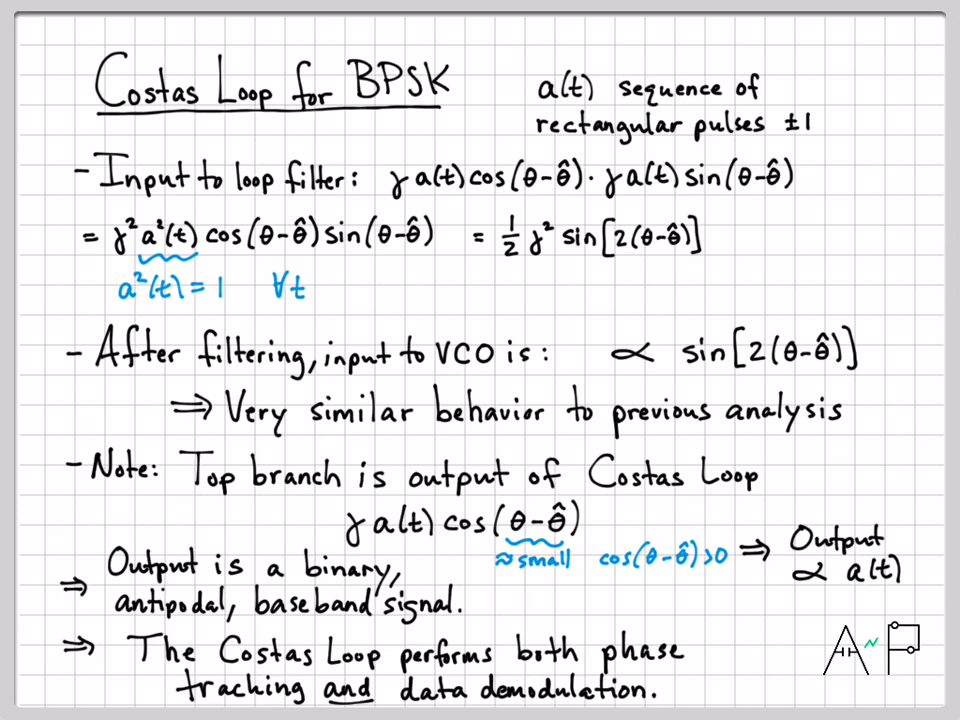 Costas Loop for BPSK
a(t) sequence of
rectangular pulses ±1
- Input to loop filter: γ a(t) cos(θ-θ̂) · γ a(t) sin(θ-θ̂)
= γ² a²(t) cos(θ-θ̂) sin(θ-θ̂) = 1/2 γ² sin[2(θ-θ̂)]
a²(t) = 1 ∀t
- After filtering, input to VCO is: ∝ sin[2(θ-θ̂)]
⇒ Very similar behavior to previous analysis
- Note: Top branch is output of Costas Loop
γ a(t) cos(θ-θ̂)
≈ small cos(θ-θ̂)>0 ⇒ Output
∝ a(t)
⇒ Output is a binary,
antipodal, baseband signal.
⇒ The Costas Loop performs both phase
tracking and data demodulation.
AP